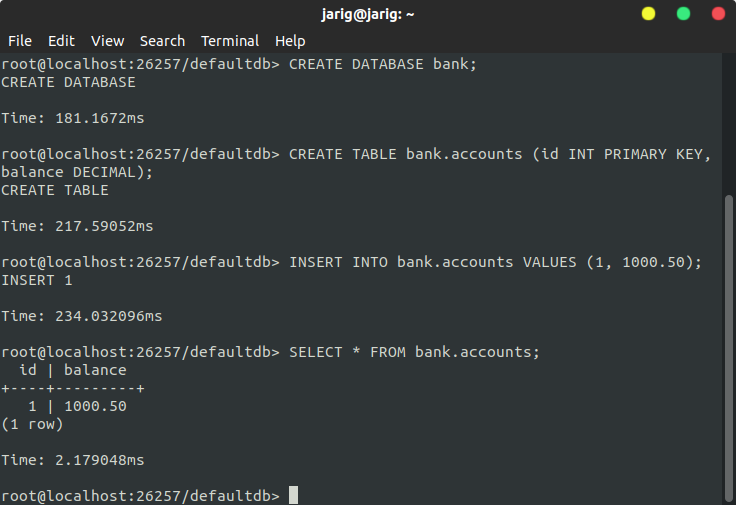 jarig@jarig: ~
File Edit View Search Terminal Help
root@localhost:26257/defaultdb> CREATE DATABASE bank;
CREATE DATABASE
Time: 181.1672ms
root@localhost:26257/defaultdb> CREATE TABLE bank.accounts (id INT PRIMARY KEY,
balance DECIMAL);
CREATE TABLE
Time: 217.59052ms
root@localhost:26257/defaultdb> INSERT INTO bank.accounts VALUES (1, 1000.50);
INSERT 1
Time: 234.032096ms
root@localhost:26257/defaultdb> SELECT * FROM bank.accounts;
  id | balance
+----+---------+
   1 | 1000.50
(1 row)
Time: 2.179048ms
root@localhost:26257/defaultdb>